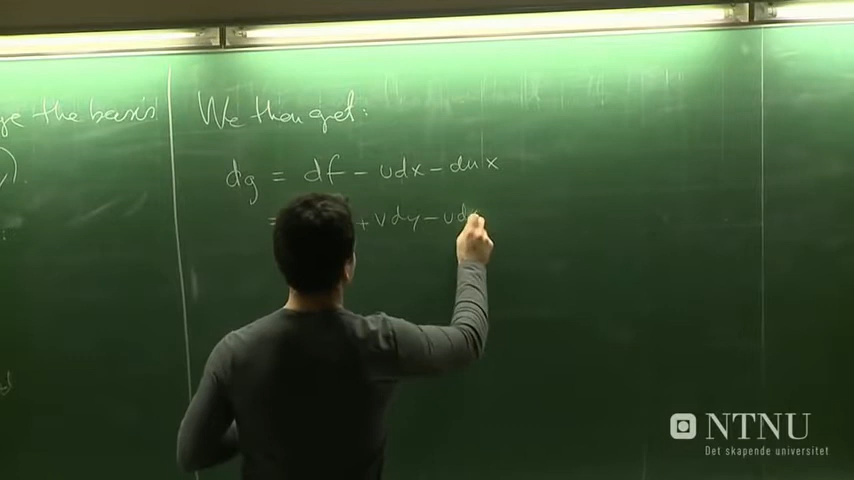 ge the basis!
We then get:
dg = df - udx - du x
= + vdy - ud
NTNU
Det skapende universitet